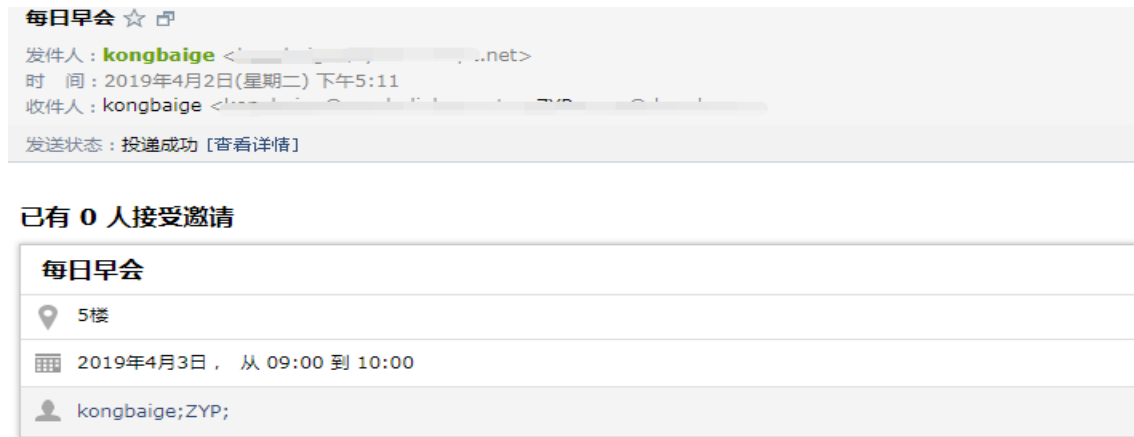 每日早会
发件人：kongbaige < .net>
时 间：2019年4月2日(星期二) 下午5:11
收件人：kongbaige <
发送状态：投递成功 [查看详情]
已有 0 人接受邀请
每日早会
5楼
2019年4月3日， 从 09:00 到 10:00
kongbaige;ZYP;